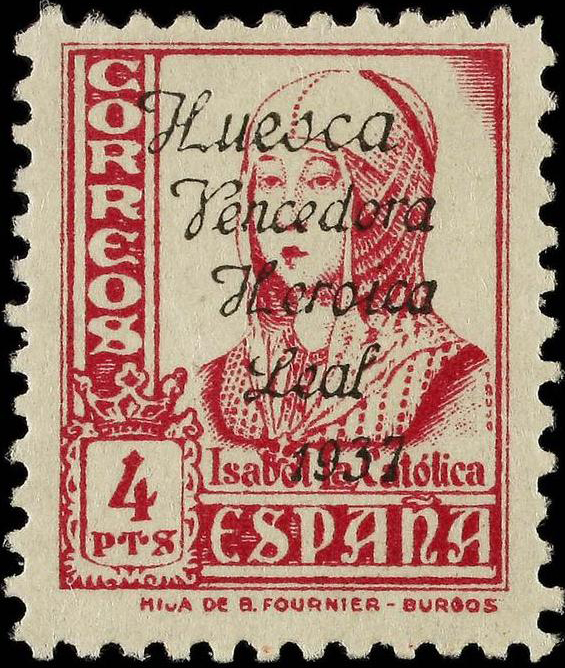 CORREOS
Huesca
Vencedora
Heroica
Leal
1937
Isabel la Católica
4
PTS
ESPAÑA
HIJA DE B. FOURNIER - BURGOS